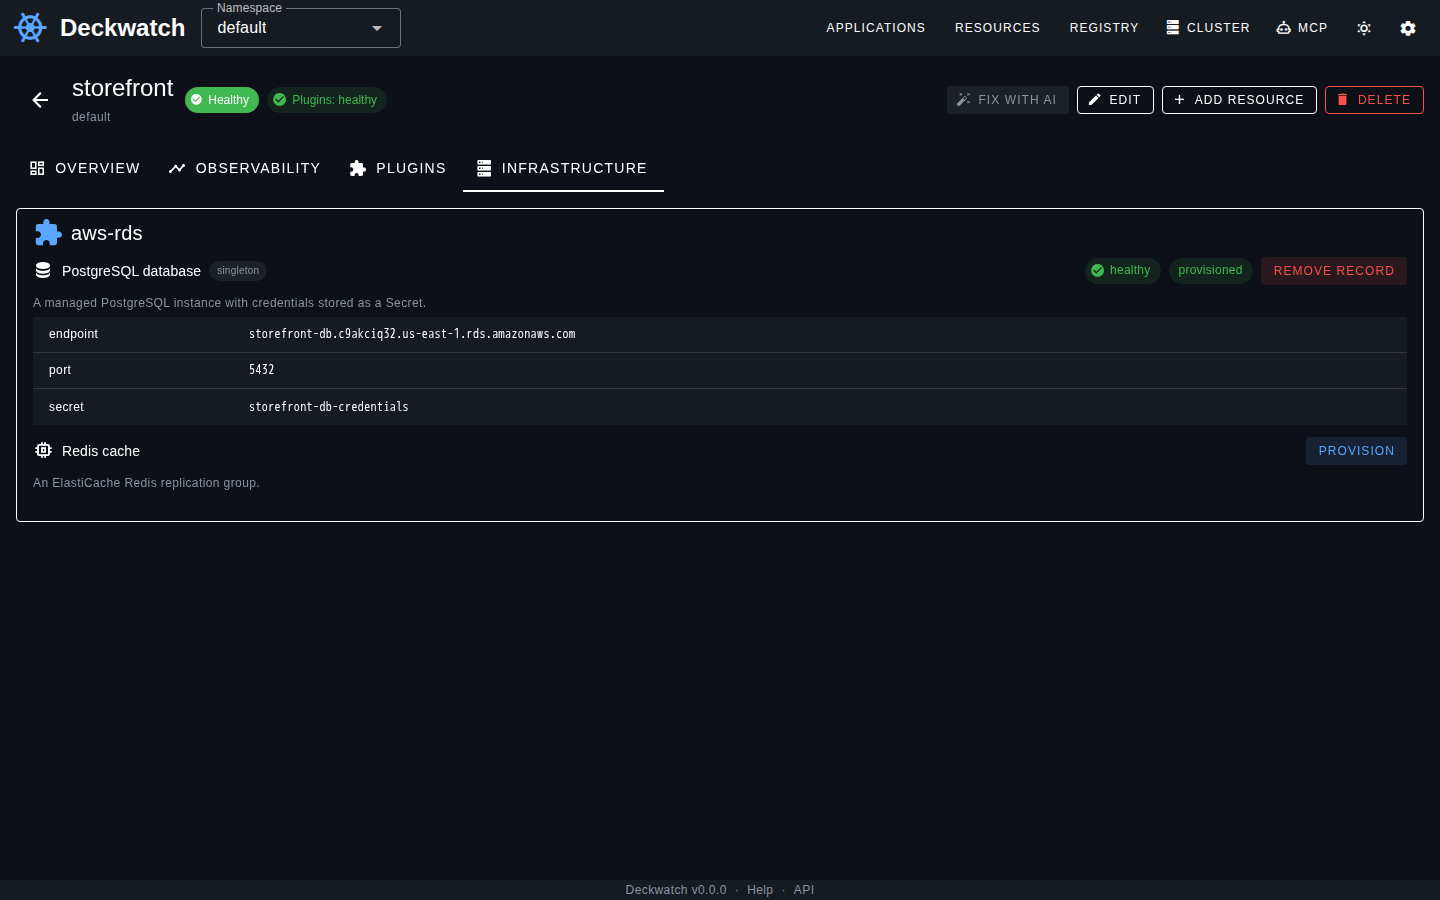 Deckwatch
Namespace
default
APPLICATIONS
RESOURCES
REGISTRY
CLUSTER
MCP
storefront
default
Healthy
Plugins: healthy
FIX WITH AI
EDIT
ADD RESOURCE
DELETE
OVERVIEW
OBSERVABILITY
PLUGINS
INFRASTRUCTURE
aws-rds
PostgreSQL database
singleton
healthy
provisioned
REMOVE RECORD
A managed PostgreSQL instance with credentials stored as a Secret.
endpoint storefront-db.c9akciq32.us-east-1.rds.amazonaws.com
port 5432
secret storefront-db-credentials
Redis cache
PROVISION
An ElastiCache Redis replication group.
Deckwatch v0.0.0 · Help · API